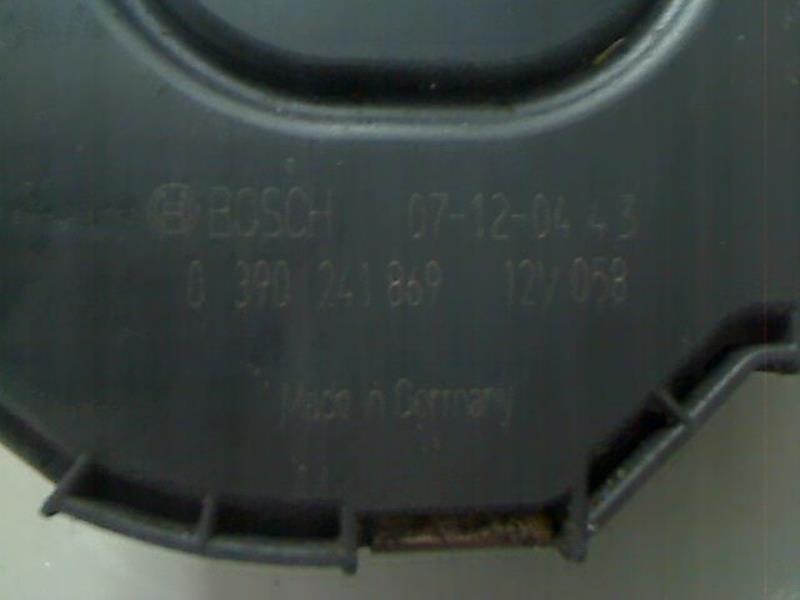 BOSCH 07-12-04 4 3
0 390 241 869 12V 058
Made in Germany